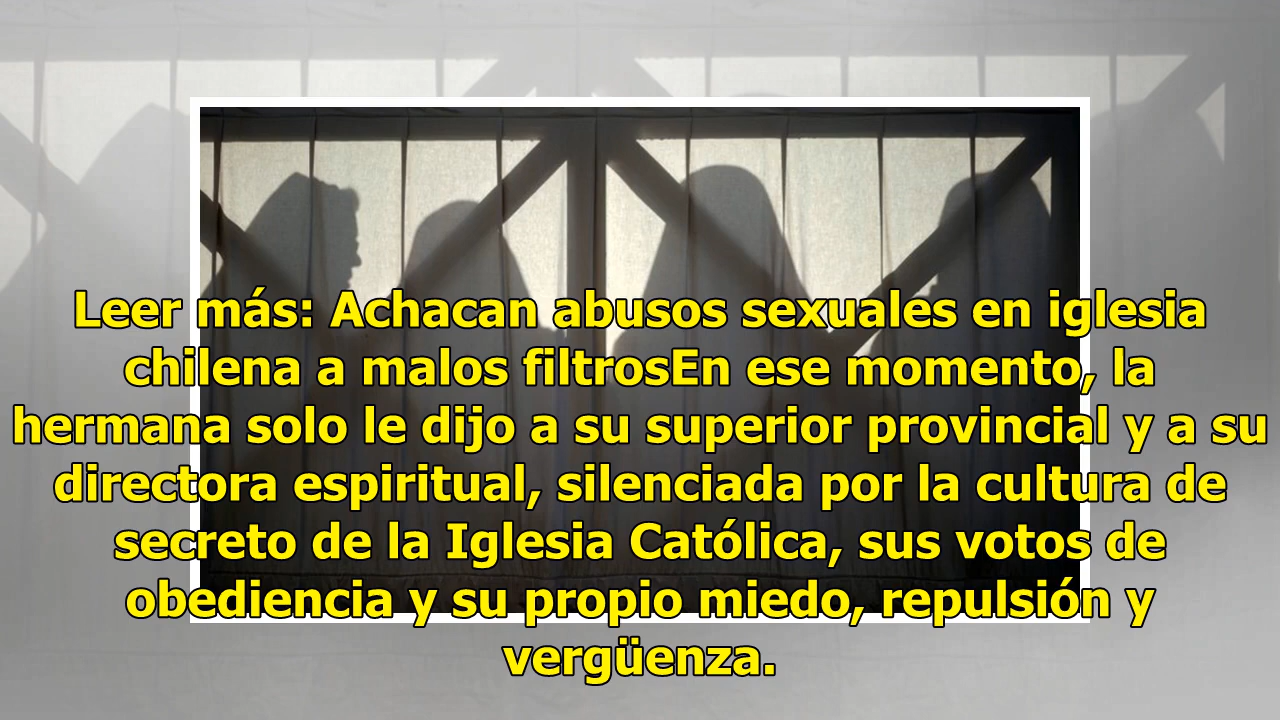 Leer más: Achacan abusos sexuales en iglesia
chilena a malos filtrosEn ese momento, la
hermana solo le dijo a su superior provincial y a su
directora espiritual, silenciada por la cultura de
secreto de la Iglesia Católica, sus votos de
obediencia y su propio miedo, repulsión y
vergüenza.